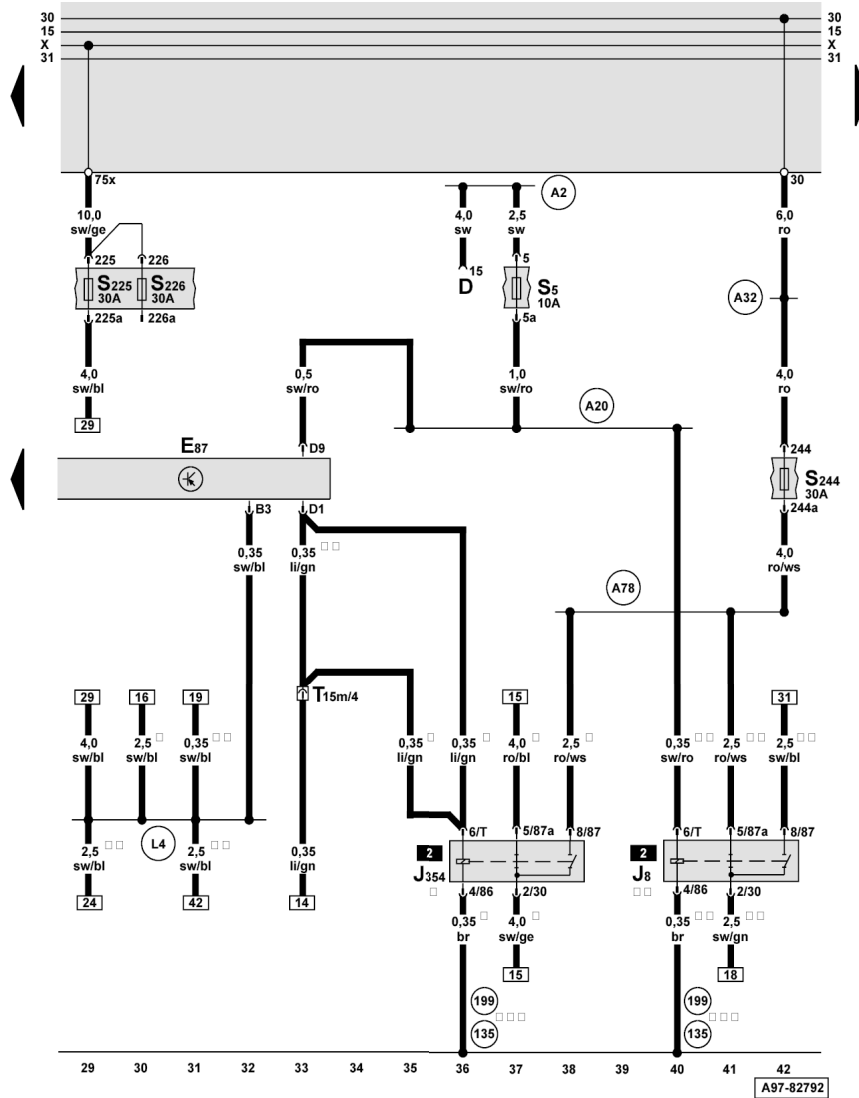 30 30
15 15
X X
31 31
75x 30
A2
10,0 4,0 2,5 6,0
sw/ge sw sw ro
225 226 15 5
D
S225 S226 S5
30A 30A 10A
A32
225a 226a 5a
4,0 0,5 1,0 4,0
sw/bl sw/ro sw/ro ro
29 A20
E87 D9 244
S244
30A
B3 D1 244a
0,35 0,35 4,0
sw/bl li/gn ro/ws
A78
29 16 19 T15m/4 15 31
4,0 2,5 0,35 0,35 0,35 4,0 2,5 0,35 2,5 2,5
sw/bl sw/bl sw/bl li/gn li/gn ro/bl ro/ws sw/ro ro/ws sw/bl
6/T 5/87a 8/87 6/T 5/87a 8/87
L4
2,5 2,5 0,35 2 2
sw/bl sw/bl li/gn J354 J8
4/86 2/30 4/86 2/30
24 42 14
0,35 4,0 0,35 2,5
br sw/ge br sw/gn
15 18
199 199
135 135
29 30 31 32 33 34 35 36 37 38 39 40 41 42
A97-82792